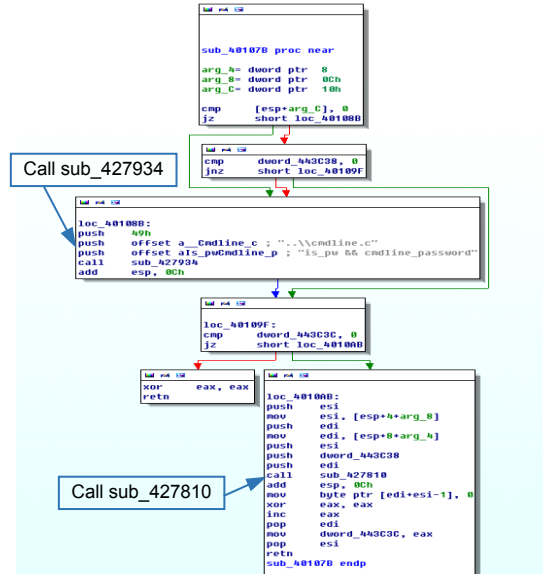 sub_40107B proc near
arg_4= dword ptr 8
arg_8= dword ptr 0Ch
arg_C= dword ptr 10h
cmp [esp+arg_C], 0
jz short loc_40108B
cmp dword_443C38, 0
jnz short loc_40109F
Call sub_427934
loc_40108B:
push 49h
push offset a__Cmdline_c ; "..\\cmdline.c"
push offset aIs_pwCmdline_p ; "is_pw && cmdline_password"
call sub_427934
add esp, 0Ch
loc_40109F:
cmp dword_443C3C, 0
jz short loc_4010AB
xor eax, eax
retn
loc_4010AB:
push esi
mov esi, [esp+4+arg_8]
push edi
mov edi, [esp+8+arg_4]
push esi
push dword_443C38
push edi
call sub_427810
add esp, 0Ch
mov byte ptr [edi+esi-1], 0
xor eax, eax
inc eax
pop edi
mov dword_443C3C, eax
pop esi
retn
sub_40107B endp
Call sub_427810